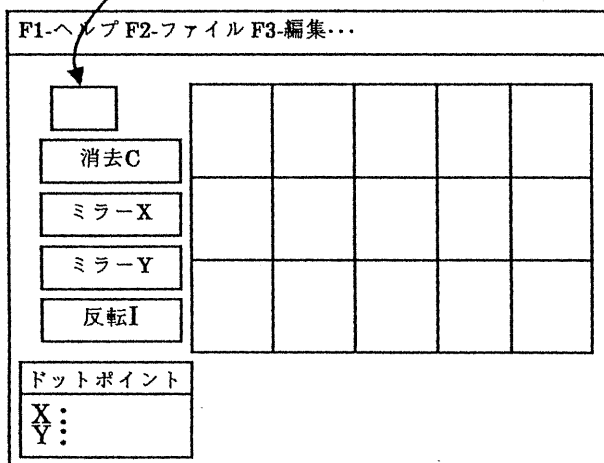 F1-ヘルプ F2-ファイル F3-編集···
消去C
ミラーX
ミラーY
反転I
ドットポイント
X:
Y: